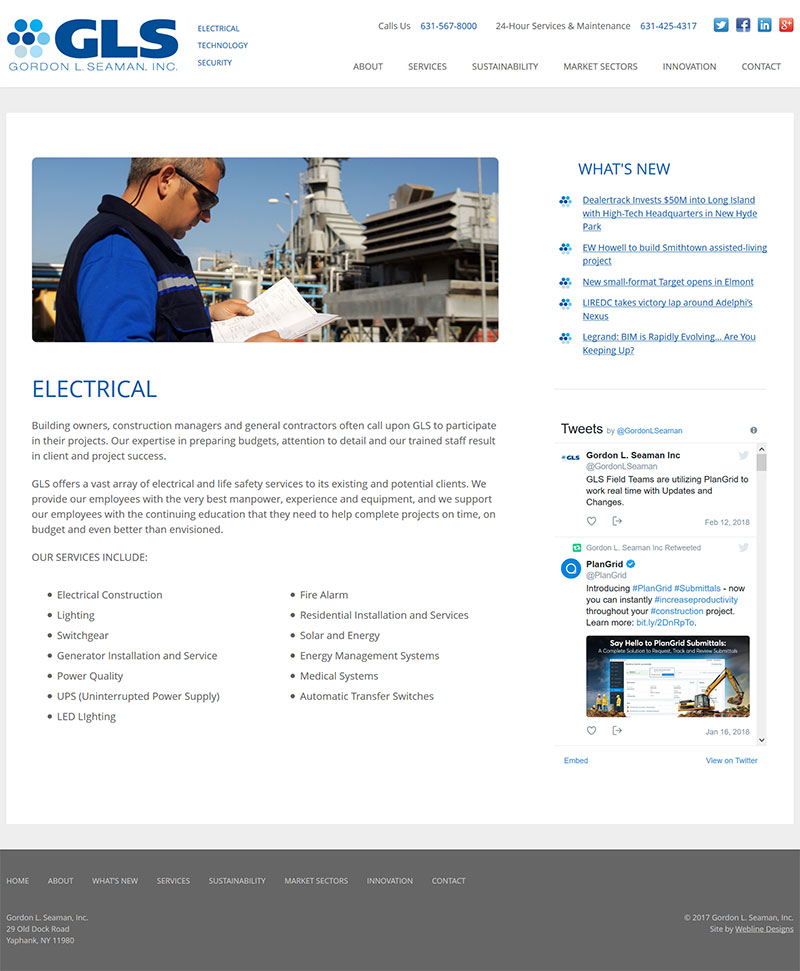 GLS
GORDON L. SEAMAN, INC.
ELECTRICAL
TECHNOLOGY
SECURITY
Calls Us 631-567-8000 24-Hour Services & Maintenance 631-425-4317
ABOUT SERVICES SUSTAINABILITY MARKET SECTORS INNOVATION CONTACT
ELECTRICAL
Building owners, construction managers and general contractors often call upon GLS to participate
in their projects. Our expertise in preparing budgets, attention to detail and our trained staff result
in client and project success.
GLS offers a vast array of electrical and life safety services to its existing and potential clients. We
provide our employees with the very best manpower, experience and equipment, and we support
our employees with the continuing education that they need to help complete projects on time, on
budget and even better than envisioned.
OUR SERVICES INCLUDE:
Electrical Construction
Lighting
Switchgear
Generator Installation and Service
Power Quality
UPS (Uninterrupted Power Supply)
LED LIghting
Fire Alarm
Residential Installation and Services
Solar and Energy
Energy Management Systems
Medical Systems
Automatic Transfer Switches
WHAT'S NEW
Dealertrack Invests $50M into Long Island
with High-Tech Headquarters in New Hyde
Park
EW Howell to build Smithtown assisted-living
project
New small-format Target opens in Elmont
LIREDC takes victory lap around Adelphi's
Nexus
Legrand: BIM is Rapidly Evolving... Are You
Keeping Up?
Tweets by @GordonLSeaman
GLS
Gordon L. Seaman Inc
@GordonLSeaman
GLS Field Teams are utilizing PlanGrid to
work real time with Updates and
Changes.
Feb 12, 2018
Gordon L. Seaman Inc Retweeted
PlanGrid
@PlanGrid
Introducing #PlanGrid #Submittals - now
you can instantly #increaseproductivity
throughout your #construction project.
Learn more: bit.ly/2DnRpTo.
Say Hello to PlanGrid Submittals:
A Complete Solution to Request, Track and Review Submittals
Jan 16, 2018
Embed View on Twitter
HOME ABOUT WHAT'S NEW SERVICES SUSTAINABILITY MARKET SECTORS INNOVATION CONTACT
Gordon L. Seaman, Inc.
29 Old Dock Road
Yaphank, NY 11980
© 2017 Gordon L. Seaman, Inc.
Site by Webline Designs